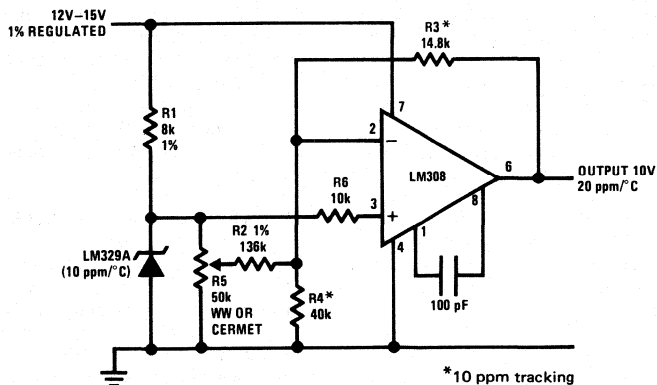 12V–15V
1% REGULATED
R1
8k
1%
R3*
14.8k
7
2
−
LM308
6
OUTPUT 10V
20 ppm/°C
R6
10k
3
+
8
1
4
100 pF
LM329A
(10 ppm/°C)
R2 1%
136k
R5
50k
WW OR
CERMET
R4*
40k
*10 ppm tracking